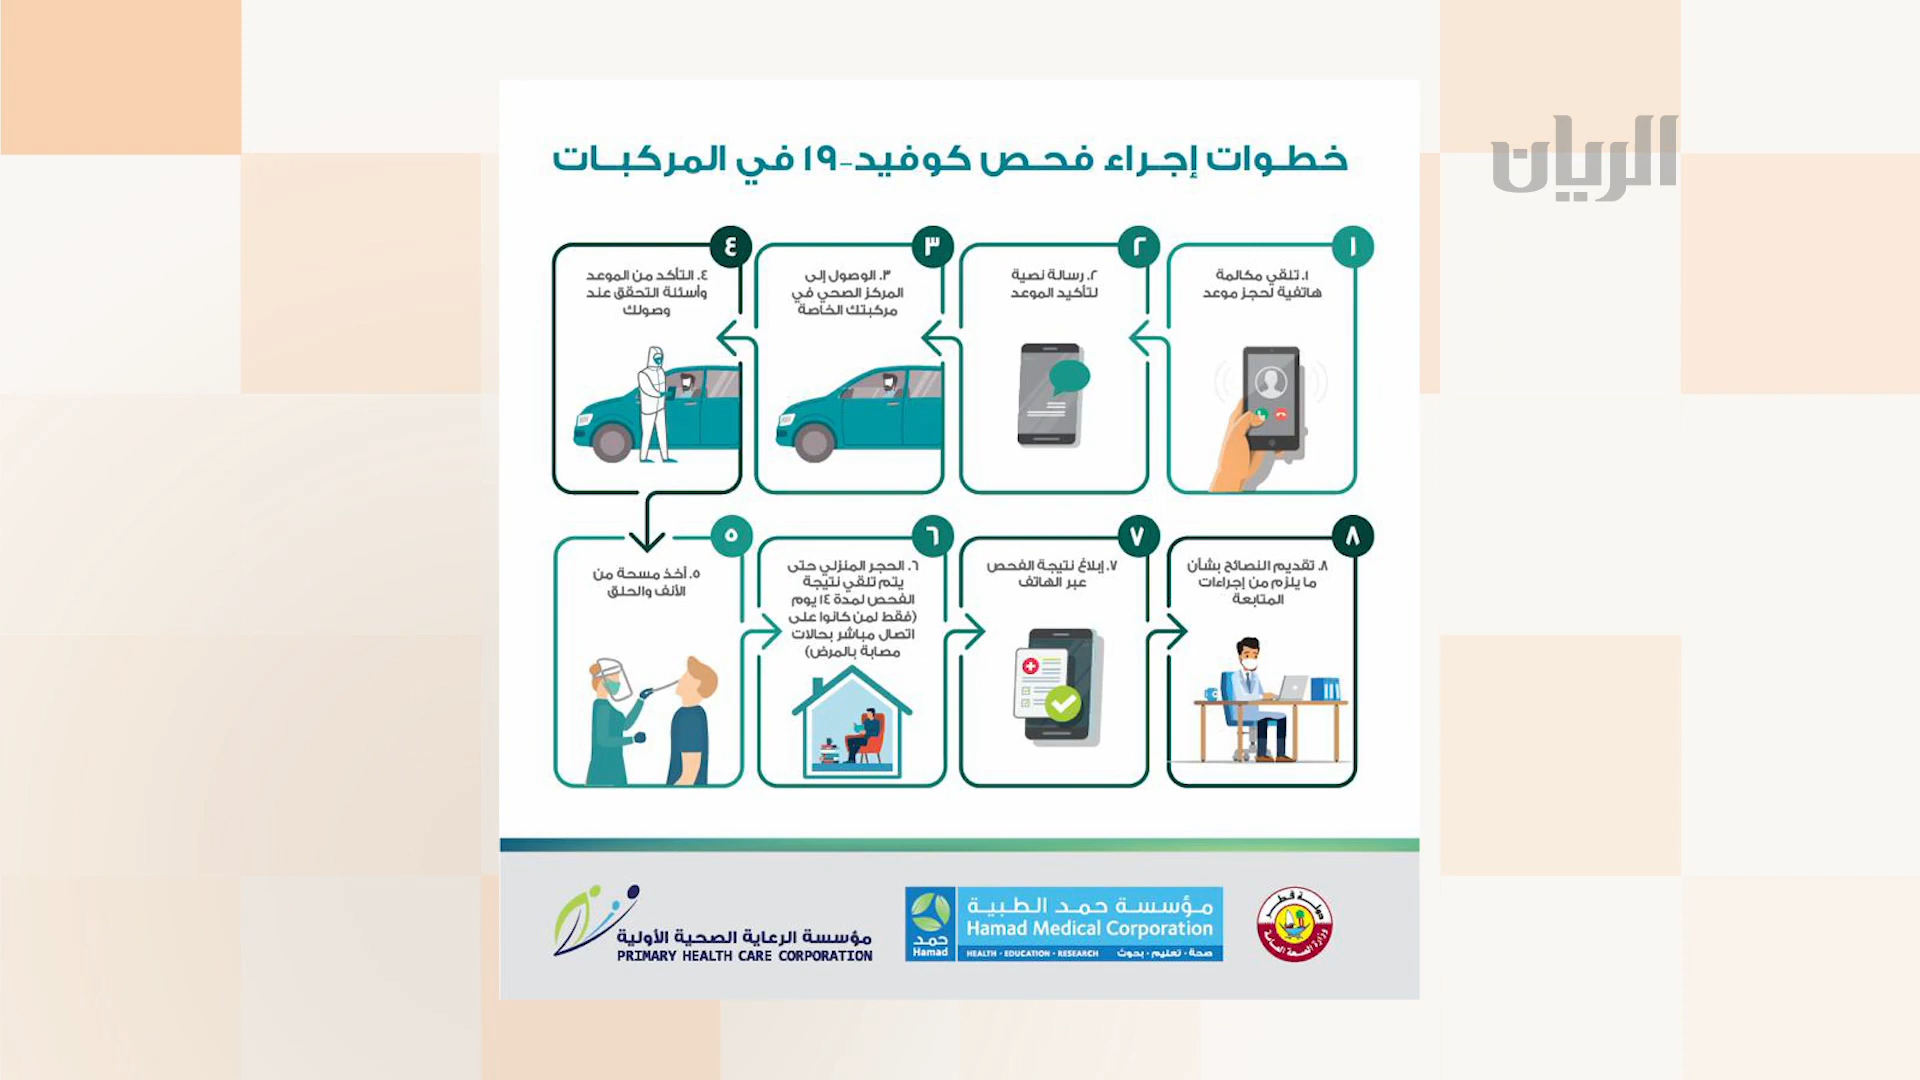 الريان
خطوات إجراء فحص كوفيد-١٩ في المركبات
١
١. تلقي مكالمة
هاتفية لحجز موعد
٢
٢. رسالة نصية
لتأكيد الموعد
٣
٣. الوصول إلى
المركز الصحي في
مركبتك الخاصة
٤
٤. التأكد من الموعد
وأسئلة التحقق عند
وصولك
٥
٥. أخذ مسحة من
الأنف والحلق
٦
٦. الحجر المنزلي حتى
يتم تلقي نتيجة
الفحص لمدة ١٤ يوم
(فقط لمن كانوا على
اتصال مباشر بحالات
مصابة بالمرض)
٧
٧. إبلاغ نتيجة الفحص
عبر الهاتف
٨
٨. تقديم النصائح بشأن
ما يلزم من إجراءات
المتابعة
دولة قطر
وزارة الصحة العامة
مؤسسة حمد الطبية
Hamad Medical Corporation
HEALTH · EDUCATION · RESEARCH صحة · تعليم · بحوث
حمد
Hamad
مؤسسة الرعاية الصحية الأولية
PRIMARY HEALTH CARE CORPORATION